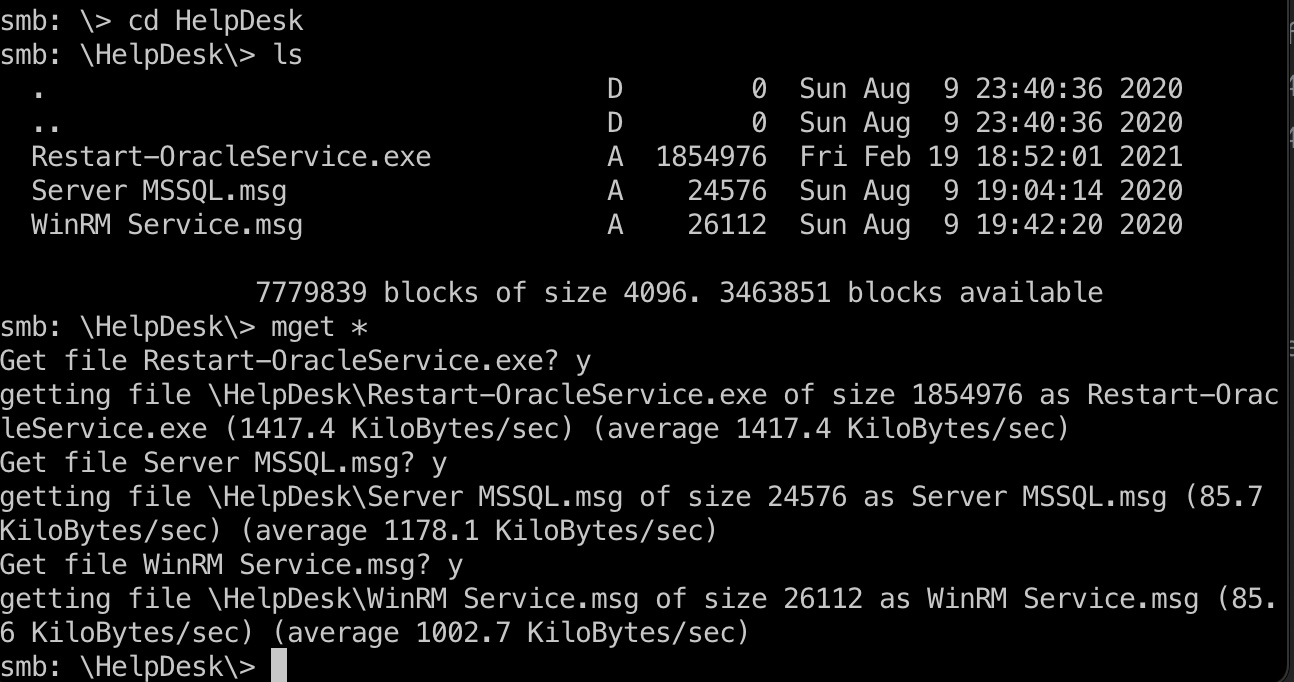 smb: \> cd HelpDesk
smb: \HelpDesk\> ls
  .                                   D        0  Sun Aug  9 23:40:36 2020
  ..                                  D        0  Sun Aug  9 23:40:36 2020
  Restart-OracleService.exe           A  1854976  Fri Feb 19 18:52:01 2021
  Server MSSQL.msg                    A    24576  Sun Aug  9 19:04:14 2020
  WinRM Service.msg                   A    26112  Sun Aug  9 19:42:20 2020
                7779839 blocks of size 4096. 3463851 blocks available
smb: \HelpDesk\> mget *
Get file Restart-OracleService.exe? y
getting file \HelpDesk\Restart-OracleService.exe of size 1854976 as Restart-Orac
leService.exe (1417.4 KiloBytes/sec) (average 1417.4 KiloBytes/sec)
Get file Server MSSQL.msg? y
getting file \HelpDesk\Server MSSQL.msg of size 24576 as Server MSSQL.msg (85.7
KiloBytes/sec) (average 1178.1 KiloBytes/sec)
Get file WinRM Service.msg? y
getting file \HelpDesk\WinRM Service.msg of size 26112 as WinRM Service.msg (85.
6 KiloBytes/sec) (average 1002.7 KiloBytes/sec)
smb: \HelpDesk\>